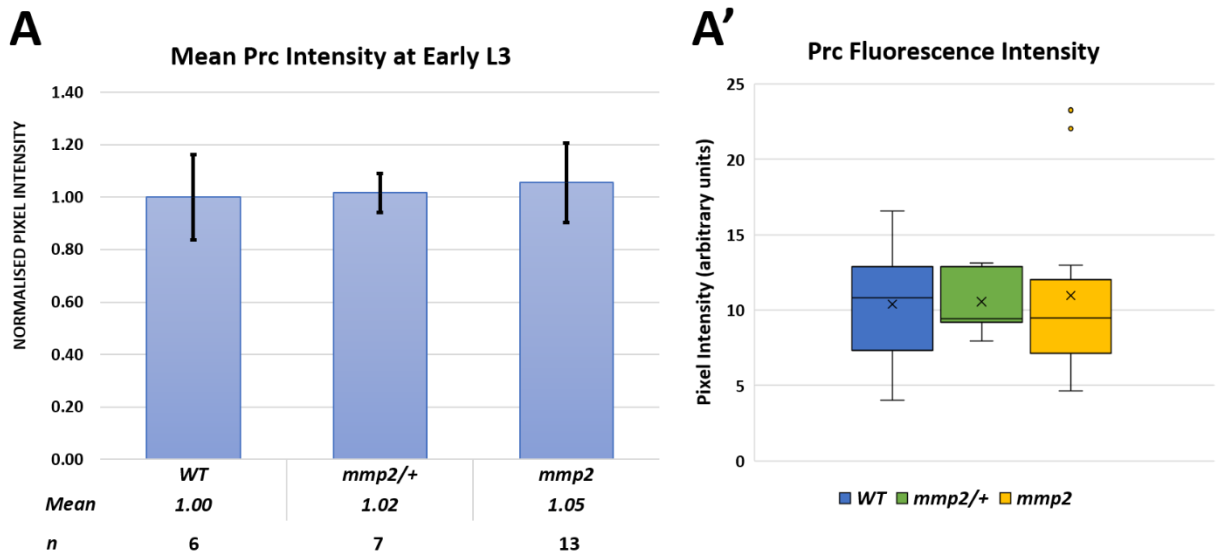 A
Mean Prc Intensity at Early L3
NORMALISED PIXEL INTENSITY
1.40
1.20
1.00
0.80
0.60
0.40
0.20
0.00
WT mmp2/+ mmp2
Mean 1.00 1.02 1.05
n 6 7 13
A'
Prc Fluorescence Intensity
Pixel Intensity (arbitrary units)
25
20
15
10
5
0
WT mmp2/+ mmp2